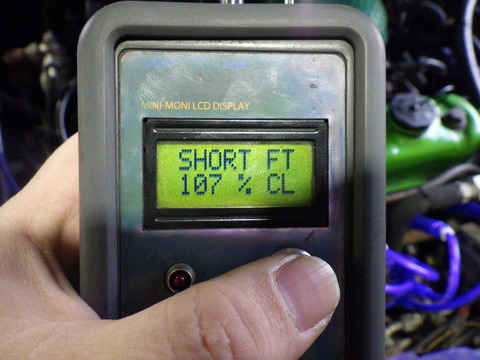 MINI-MONI LCD DISPLAY
SHORT FT
107 % CL